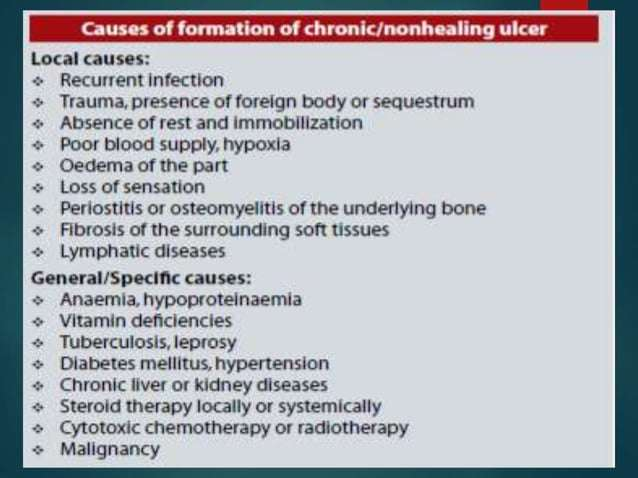 Causes of formation of chronic/nonhealing ulcer
Local causes:
❖ Recurrent infection
❖ Trauma, presence of foreign body or sequestrum
❖ Absence of rest and immobilization
❖ Poor blood supply, hypoxia
❖ Oedema of the part
❖ Loss of sensation
❖ Periostitis or osteomyelitis of the underlying bone
❖ Fibrosis of the surrounding soft tissues
❖ Lymphatic diseases
General/Specific causes:
❖ Anaemia, hypoproteinaemia
❖ Vitamin deficiencies
❖ Tuberculosis, leprosy
❖ Diabetes mellitus, hypertension
❖ Chronic liver or kidney diseases
❖ Steroid therapy locally or systemically
❖ Cytotoxic chemotherapy or radiotherapy
❖ Malignancy